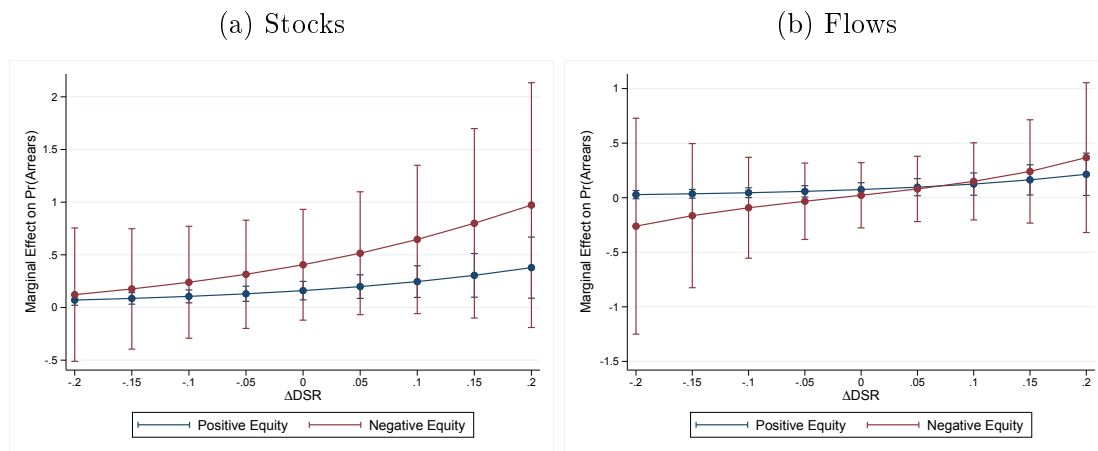 (a) Stocks
(b) Flows
Marginal Effect on Pr(Arrears)
2
1.5
1
.5
0
-.5
-.2 -.15 -.1 -.05 0 .05 .1 .15 .2
ΔDSR
Positive Equity Negative Equity
Marginal Effect on Pr(Arrears)
1
.5
0
-.5
-1
-1.5
-.2 -.15 -.1 -.05 0 .05 .1 .15 .2
ΔDSR
Positive Equity Negative Equity